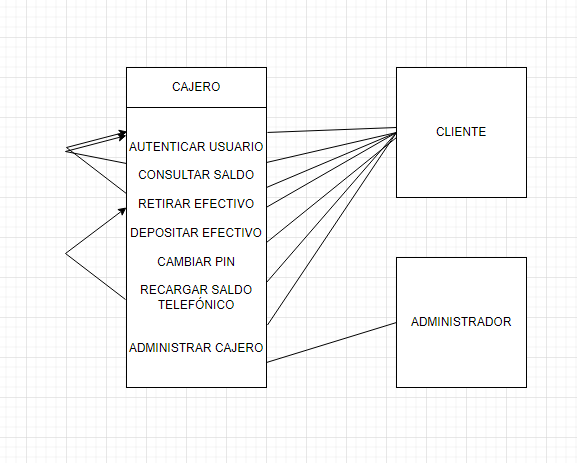 CAJERO
AUTENTICAR USUARIO
CONSULTAR SALDO
RETIRAR EFECTIVO
DEPOSITAR EFECTIVO
CAMBIAR PIN
RECARGAR SALDO
TELEFÓNICO
ADMINISTRAR CAJERO
CLIENTE
ADMINISTRADOR